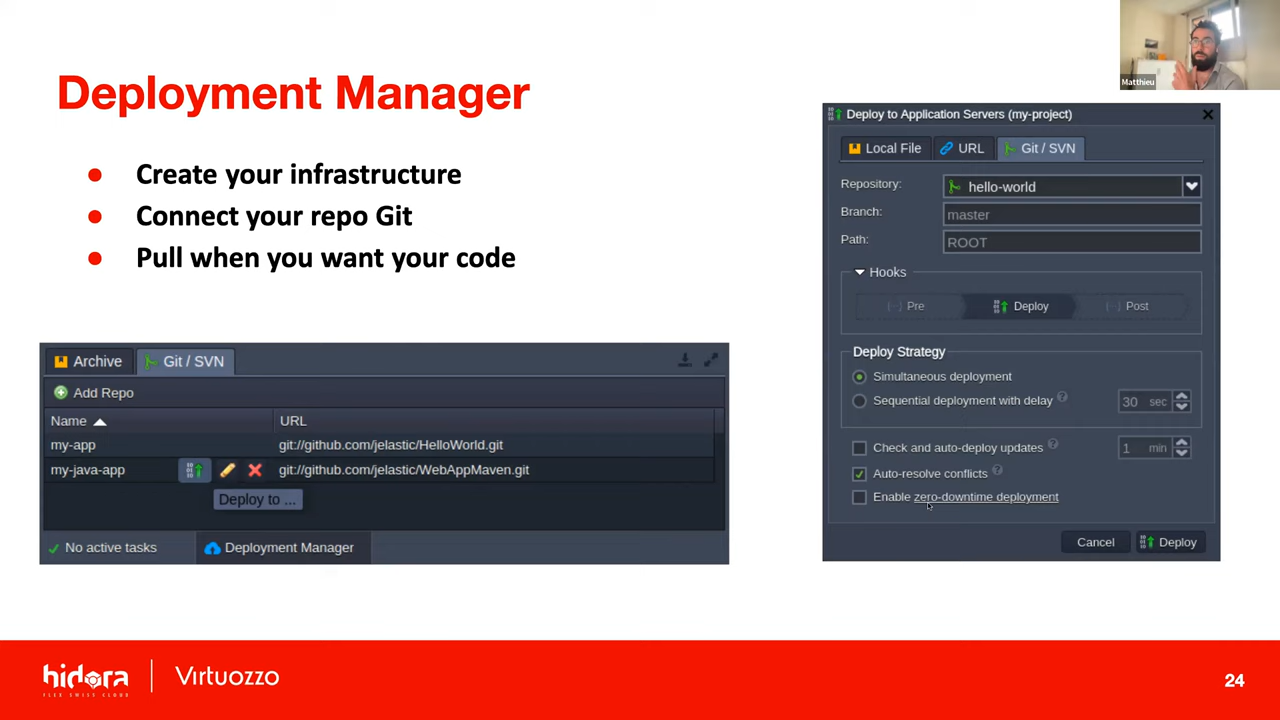 Deployment Manager
Create your infrastructure
Connect your repo Git
Pull when you want your code
Archive
Git / SVN
Add Repo
Name
URL
my-app
git://github.com/jelastic/HelloWorld.git
my-java-app
git://github.com/jelastic/WebAppMaven.git
Deploy to ...
No active tasks
Deployment Manager
Matthieu
Deploy to Application Servers (my-project)
Local File
URL
Git / SVN
Repository:
hello-world
Branch:
master
Path:
ROOT
Hooks
Pre
Deploy
Post
Deploy Strategy
Simultaneous deployment
Sequential deployment with delay ?
30 sec
Check and auto-deploy updates ?
1 min
Auto-resolve conflicts ?
Enable zero-downtime deployment
Cancel
Deploy
hidora
FLEX SWISS CLOUD
Virtuozzo
24